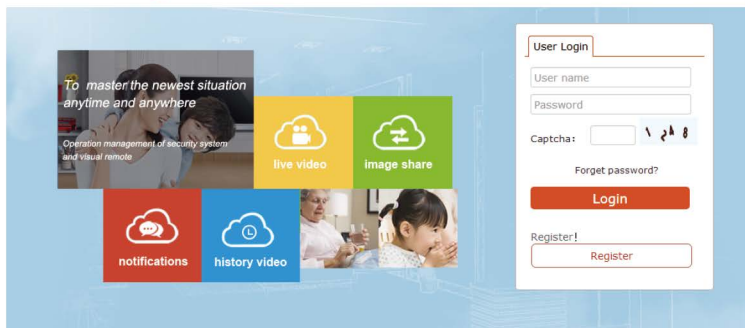 To master the newest situation
anytime and anywhere
Operation management of security system
and visual remote
live video
image share
notifications
history video
User Login
User name
Password
Captcha:
Forget password?
Login
Register!
Register